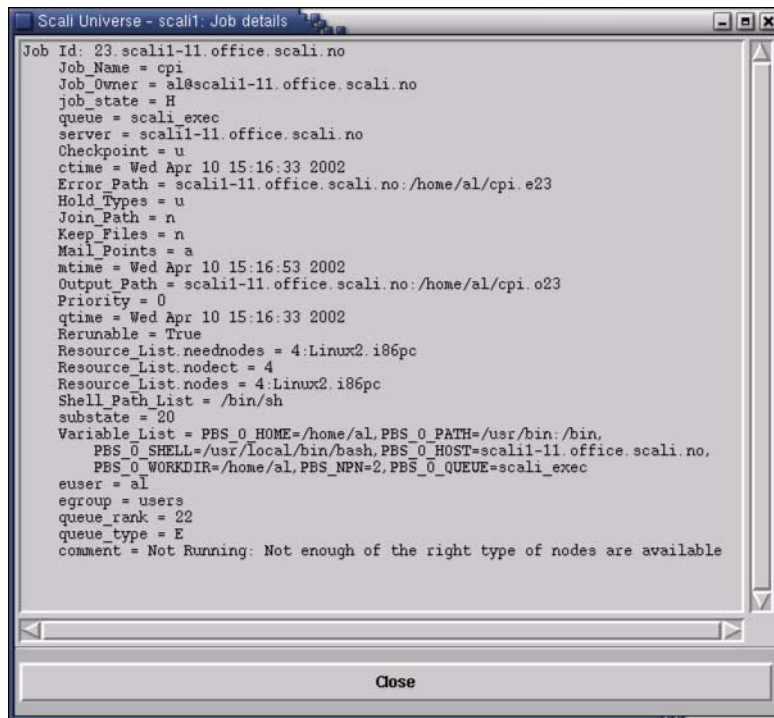 Scali Universe - scali1: Job details
Job Id: 23.scali1-11.office.scali.no
Job_Name = cpi
Job_Owner = al@scali1-11.office.scali.no
job_state = H
queue = scali_exec
server = scali1-11.office.scali.no
Checkpoint = u
ctime = Wed Apr 10 15:16:33 2002
Error_Path = scali1-11.office.scali.no:/home/al/cpi.e23
Hold_Types = u
Join_Path = n
Keep_Files = n
Mail_Points = a
mtime = Wed Apr 10 15:16:53 2002
Output_Path = scali1-11.office.scali.no:/home/al/cpi.o23
Priority = 0
qtime = Wed Apr 10 15:16:33 2002
Rerunable = True
Resource_List.neednodes = 4:Linux2.i86pc
Resource_List.nodect = 4
Resource_List.nodes = 4:Linux2.i86pc
Shell_Path_List = /bin/sh
substate = 20
Variable_List = PBS_O_HOME=/home/al,PBS_O_PATH=/usr/bin:/bin,
PBS_O_SHELL=/usr/local/bin/bash,PBS_O_HOST=scali1-11.office.scali.no,
PBS_O_WORKDIR=/home/al,PBS_NPN=2,PBS_O_QUEUE=scali_exec
euser = al
egroup = users
queue_rank = 22
queue_type = E
comment = Not Running: Not enough of the right type of nodes are available
Close